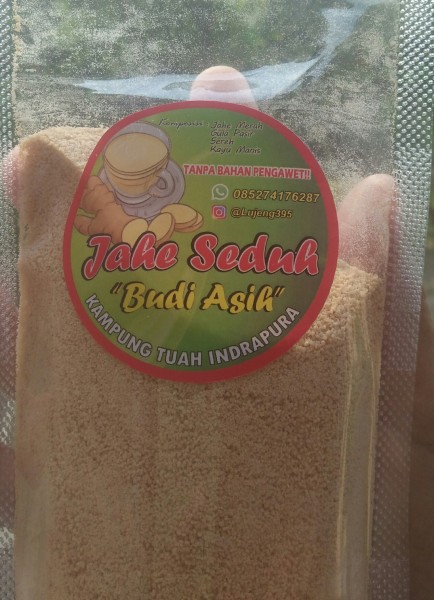 Komposisi : Jahe Merah
Gula Pasir
Sereh
Kayu Manis
TANPA BAHAN PENGAWET!!
085274176287
@Lujeng395
Jahe Seduh
"Budi Asih"
KAMPUNG TUAH INDRAPURA